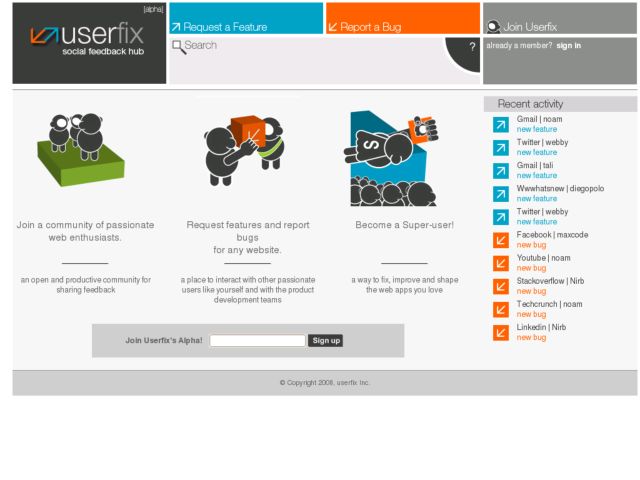 [alpha]
userfix
social feedback hub
Request a Feature
Report a Bug
Join Userfix
Search
?
already a member? sign in
Recent activity
Gmail | noam
new feature
Twitter | webby
new feature
Gmail | tali
new feature
Wwwhatsnew | diegopolo
new feature
Twitter | webby
new feature
Facebook | maxcode
new bug
Youtube | noam
new bug
Stackoverflow | Nirb
new bug
Techcrunch | noam
new bug
Linkedin | Nirb
new bug
S
Join a community of passionate
web enthusiasts.
an open and productive community for
sharing feedback
Request features and report
bugs
for any website.
a place to interact with other passionate
users like yourself and with the product
development teams
Become a Super-user!
a way to fix, improve and shape
the web apps you love
Join Userfix's Alpha!
Sign up
© Copyright 2008, userfix Inc.